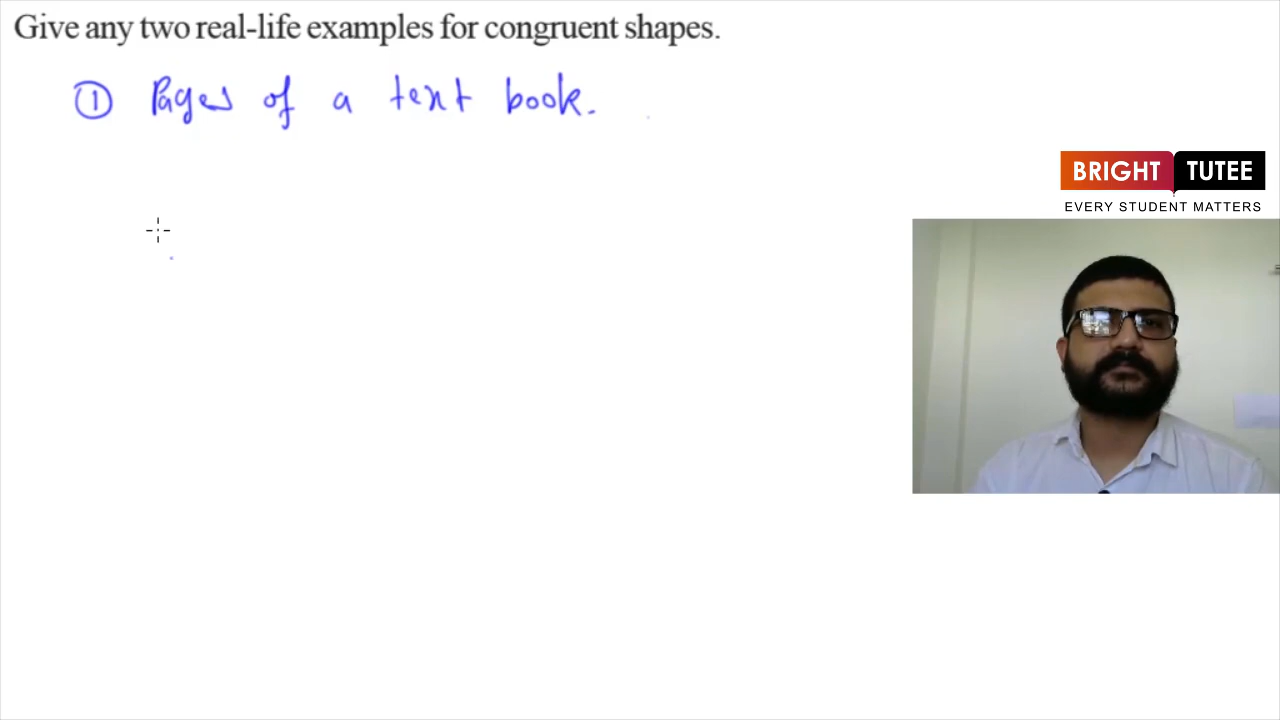 Give any two real-life examples for congruent shapes.
① Pages of a text book.
BRIGHT TUTEE
EVERY STUDENT MATTERS